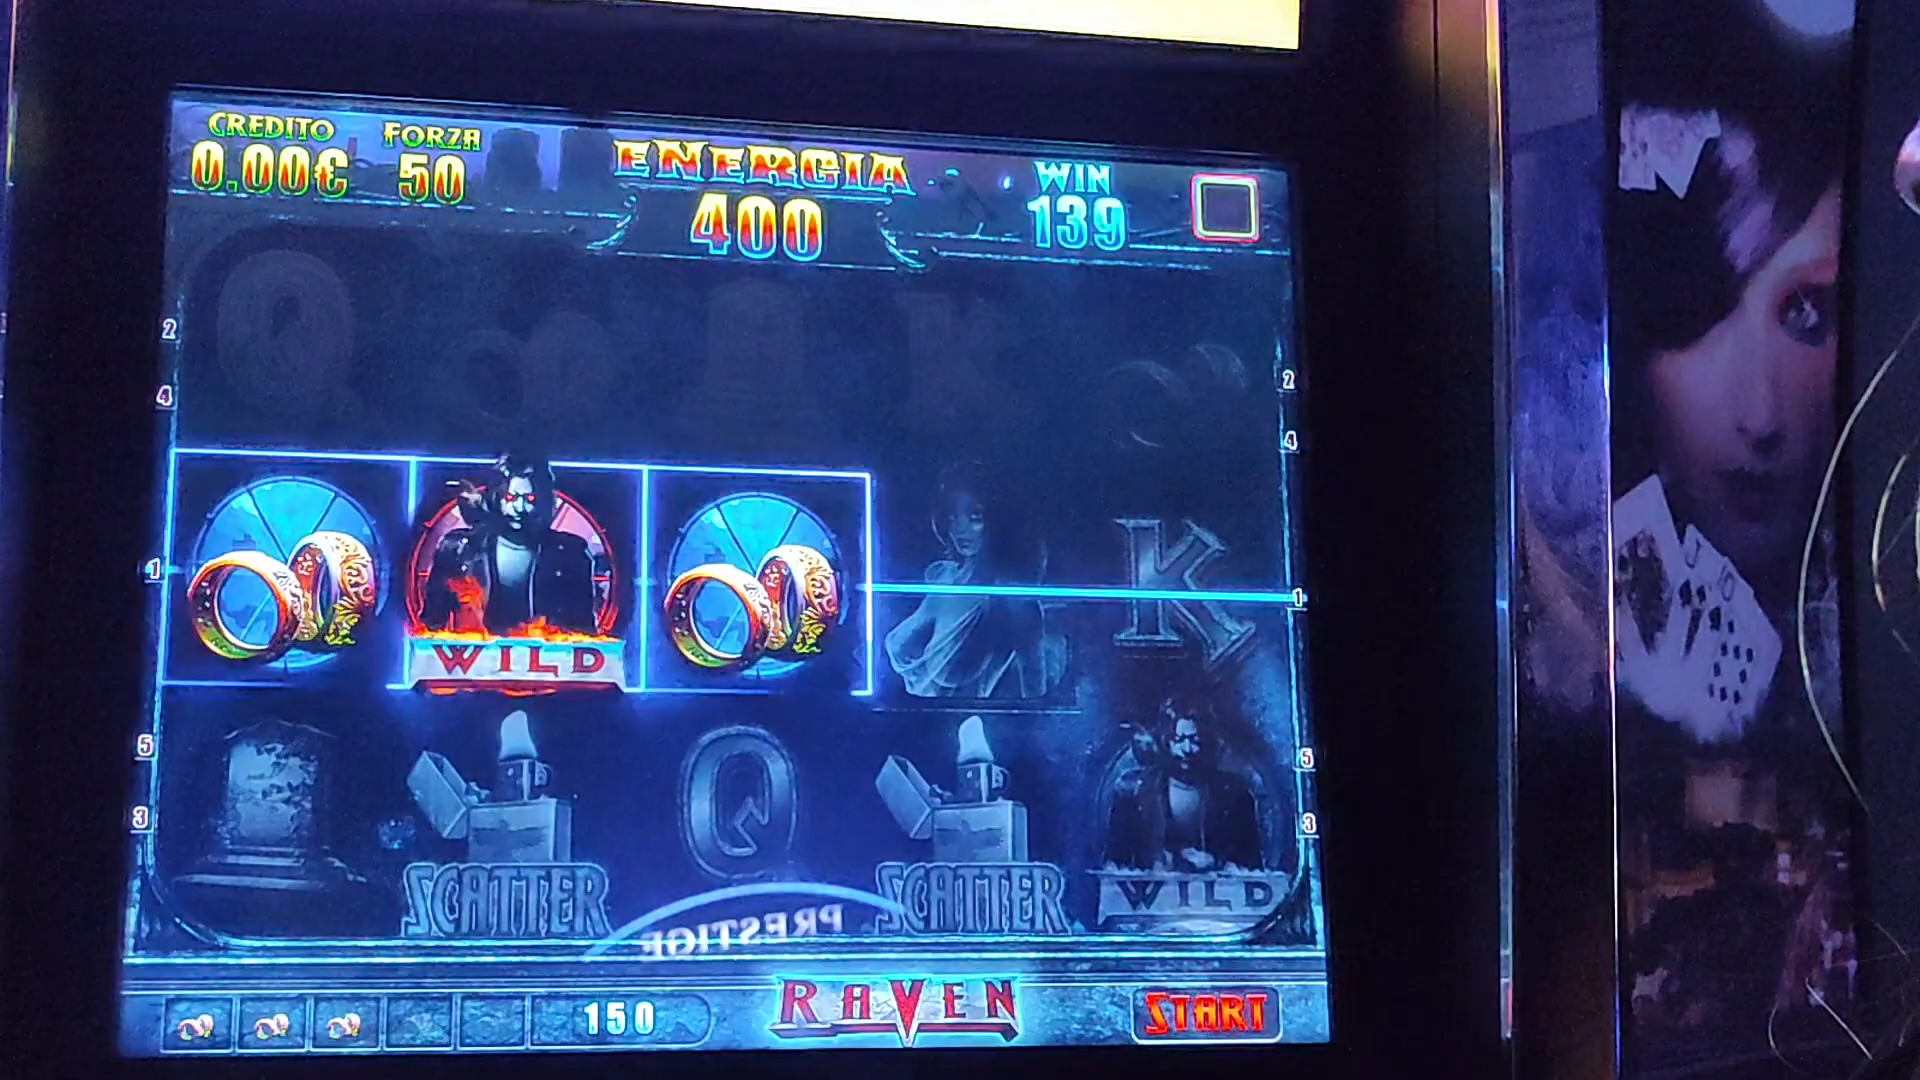 CREDITO FORZA ENERGIA WIN
0.00€ 50 400 139
2 2
4 4
1 1
WILD
5 5
3 3
SCATTER SCATTER WILD
PRESTIGE
150 RAVEN START